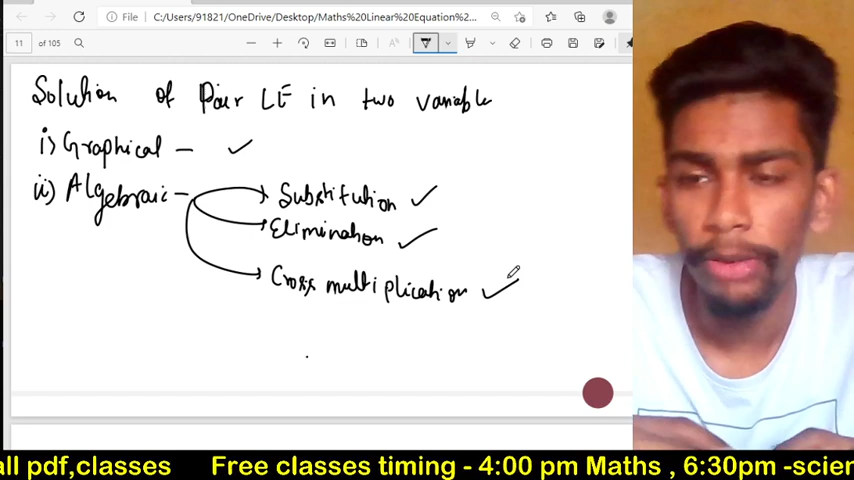 File | C:/Users/91821/OneDrive/Desktop/Maths%20Linear%20Equation%2...
11 of 105
Solution of Pair LE in two variable
i) Graphical -
ii) Algebraic -
Substitution
Elimination
Cross multiplication
all pdf,classes Free classes timing - 4:00 pm Maths , 6:30pm -scien